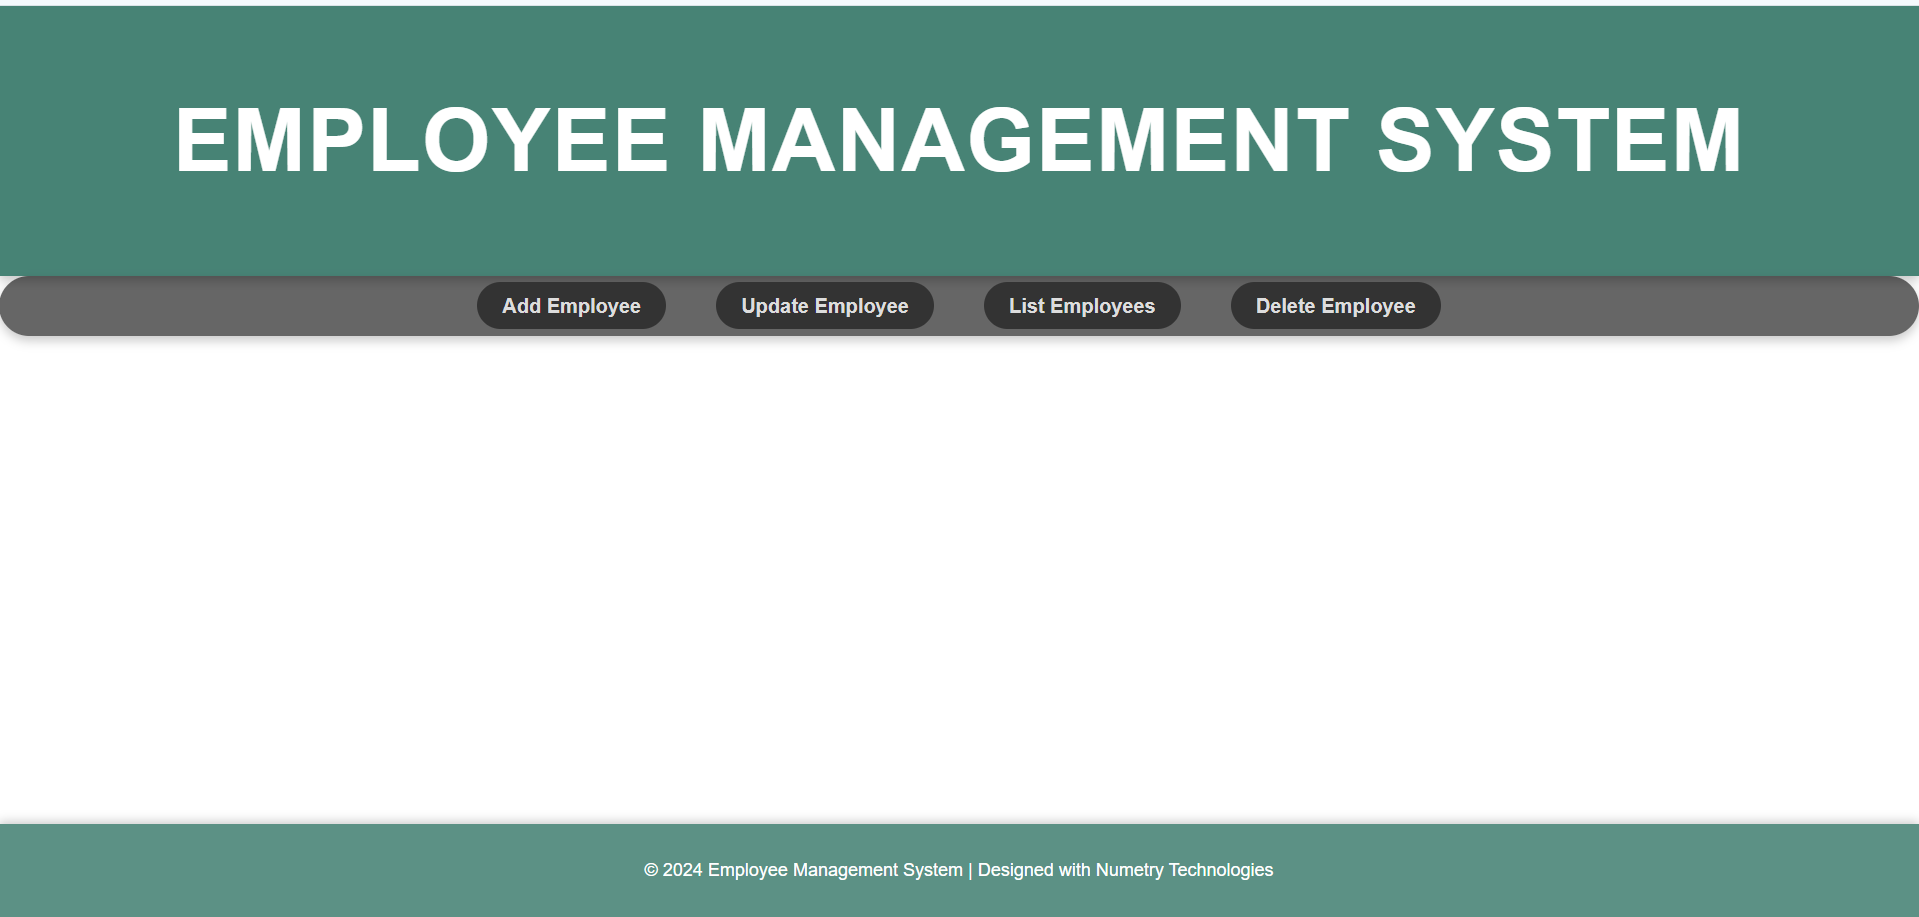 EMPLOYEE MANAGEMENT SYSTEM
Add Employee Update Employee List Employees Delete Employee
© 2024 Employee Management System | Designed with Numetry Technologies